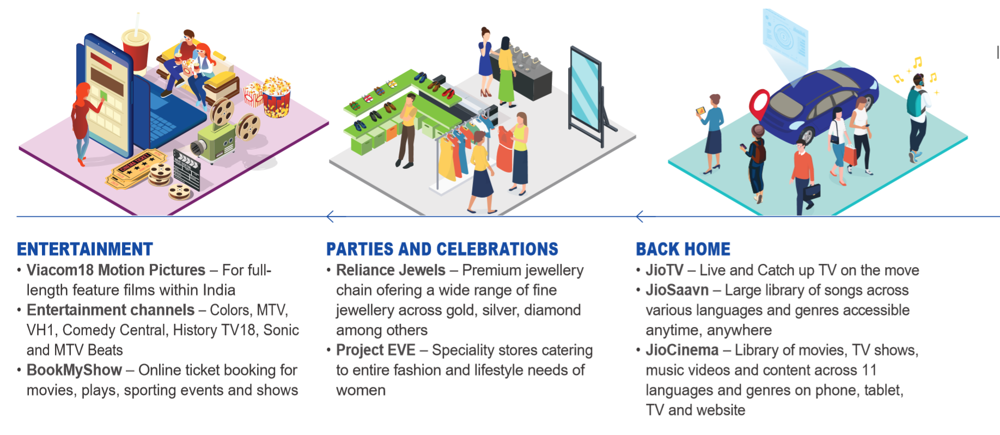 CINEMA TICKET
ENTERTAINMENT
• Viacom18 Motion Pictures – For full-
length feature films within India
• Entertainment channels – Colors, MTV,
VH1, Comedy Central, History TV18, Sonic
and MTV Beats
• BookMyShow – Online ticket booking for
movies, plays, sporting events and shows
PARTIES AND CELEBRATIONS
• Reliance Jewels – Premium jewellery
chain ofering a wide range of fine
jewellery across gold, silver, diamond
among others
• Project EVE – Speciality stores catering
to entire fashion and lifestyle needs of
women
BACK HOME
• JioTV – Live and Catch up TV on the move
• JioSaavn – Large library of songs across
various languages and genres accessible
anytime, anywhere
• JioCinema – Library of movies, TV shows,
music videos and content across 11
languages and genres on phone, tablet,
TV and website